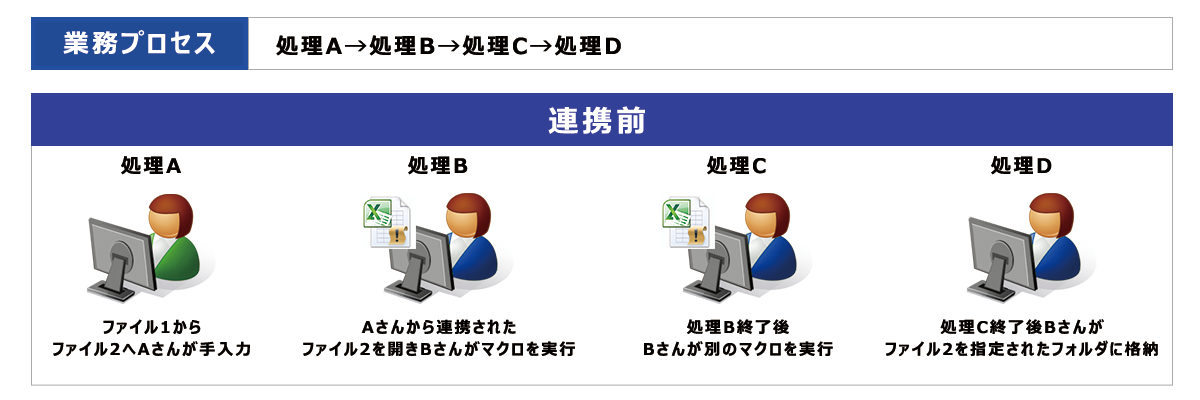 業務プロセス
処理A→処理B→処理C→処理D
連携前
処理A
処理B
処理C
処理D
ファイル1から
ファイル2へAさんが手入力
Aさんから連携された
ファイル2を開きBさんがマクロを実行
処理B終了後
Bさんが別のマクロを実行
処理C終了後Bさんが
ファイル2を指定されたフォルダに格納